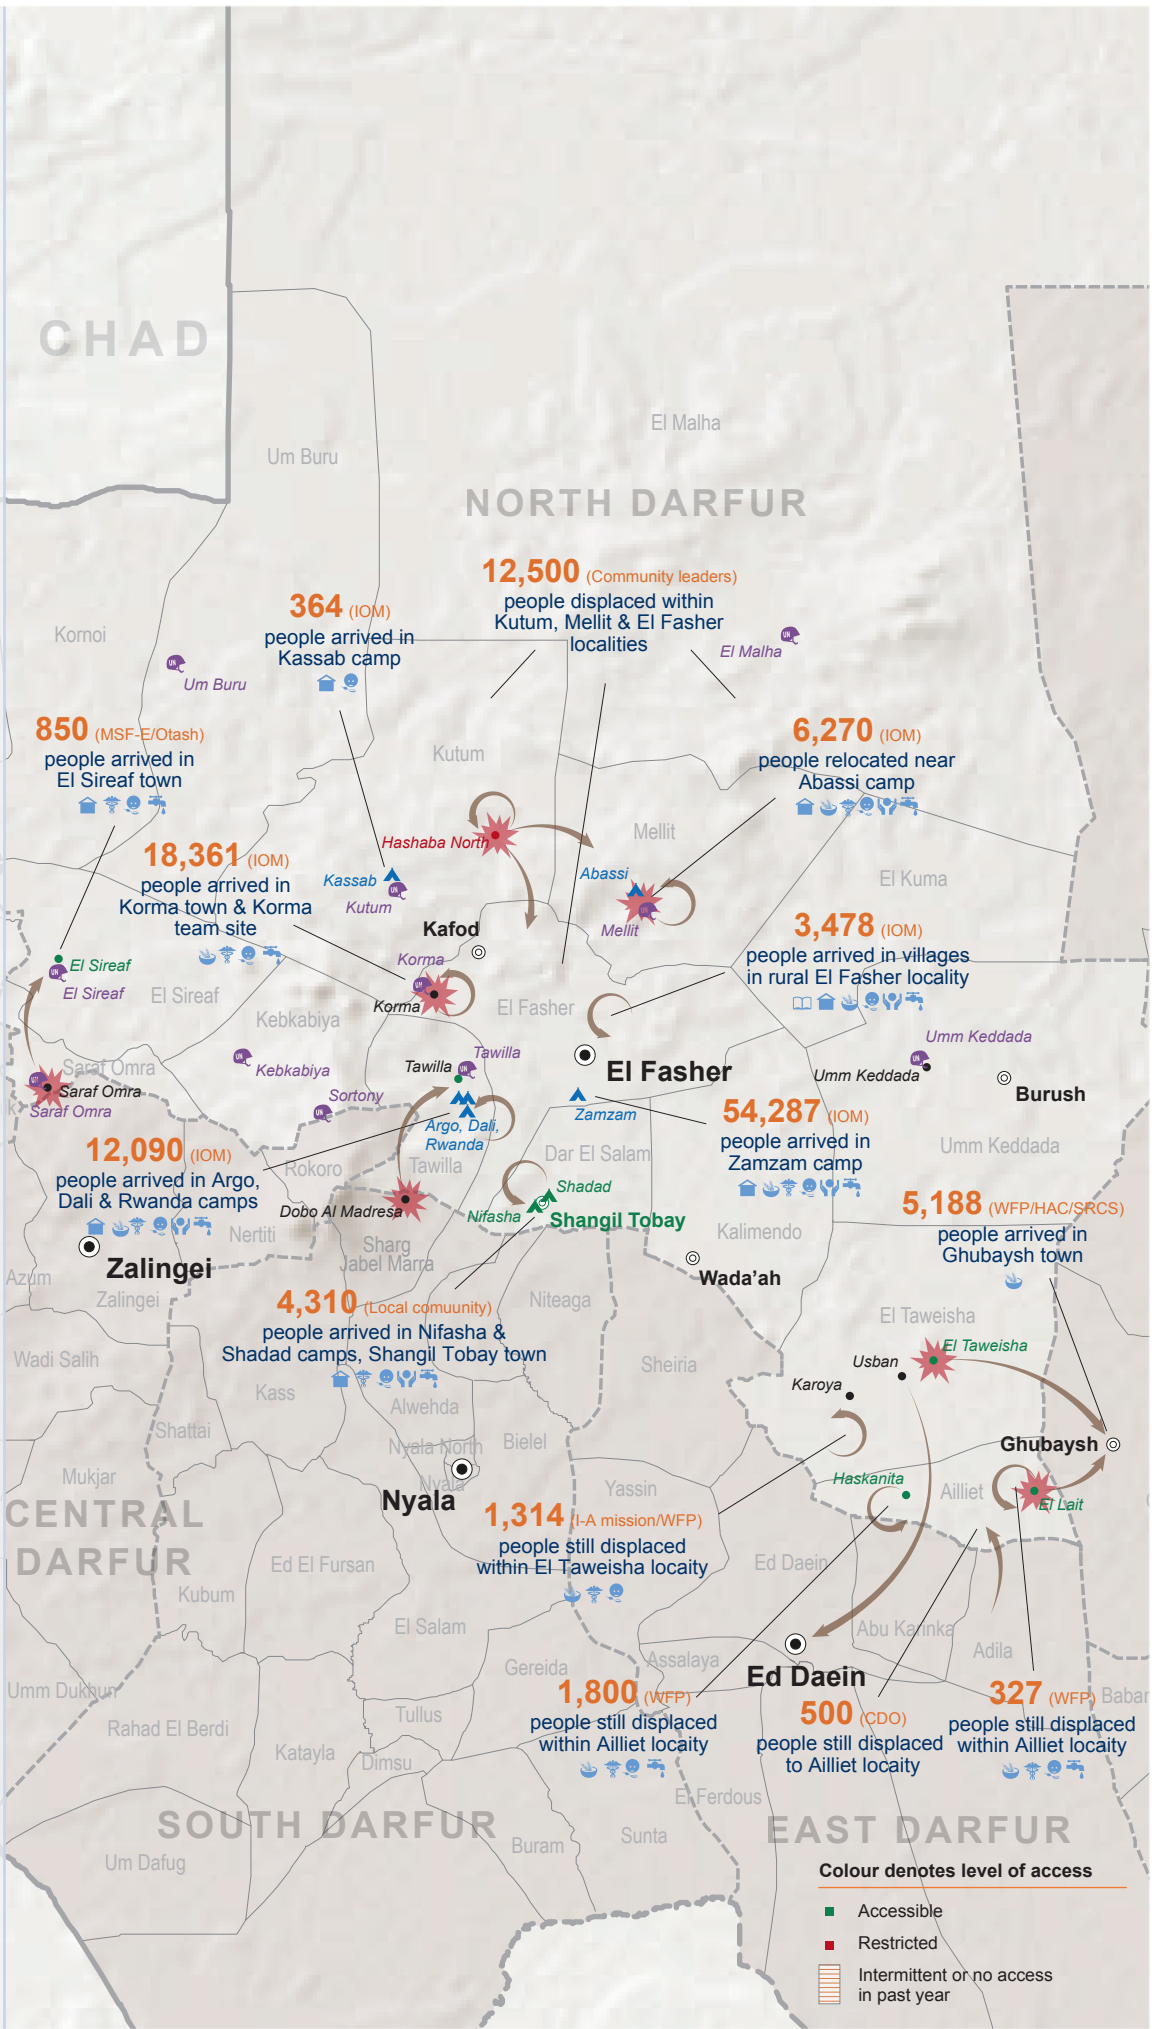 CHAD
El Malha
Um Buru
NORTH DARFUR
12,500 (Community leaders)
people displaced within
Kutum, Mellit & El Fasher
localities
364 (IOM)
people arrived in
Kassab camp
Kornoi
UN
Um Buru
UN
El Malha
850 (MSF-E/Otash)
people arrived in
El Sireaf town
6,270 (IOM)
people relocated near
Abassi camp
Kutum
Hashaba North
Mellit
18,361 (IOM)
people arrived in
Korma town & Korma
team site
Kassab
UN
Kutum
Abassi
UN
Mellit
El Kuma
Kafod
3,478 (IOM)
people arrived in villages
in rural El Fasher locality
El Sireaf
UN
El Sireaf
El Sireaf
Korma
UN
Korma
El Fasher
Kebkabiya
UN
Kebkabiya
Saraf Omra
UN
Saraf Omra
Saraf Omra
k
Tawilla
UN
Tawilla
El Fasher
Umm Keddada
UN
Umm Keddada
Burush
Sortony
UN
Argo, Dali,
Rwanda
Zamzam
54,287 (IOM)
people arrived in
Zamzam camp
Umm Keddada
12,090 (IOM)
people arrived in Argo,
Dali & Rwanda camps
Rokoro
Tawilla
Dar El Salam
Shadad
Nifasha
Shangil Tobay
Dobo Al Madresa
5,188 (WFP/HAC/SRCS)
people arrived in
Ghubaysh town
Kalimendo
Nertiti
Sharg
Jabel Marra
Zalingei
Azum
Zalingei
Wada'ah
4,310 (Local comuunity)
people arrived in Nifasha &
Shadad camps, Shangil Tobay town
Niteaga
El Taweisha
El Taweisha
Usban
Karoya
Wadi Salih
Kass
Sheiria
Alwehda
Shattai
Nyala North
Bielel
Ghubaysh
Mukjar
Nyala
Nyala
Yassin
Haskanita
Ailliet
El Lait
CENTRAL
DARFUR
1,314 (I-A mission/WFP)
people still displaced
within El Taweisha locaity
Ed El Fursan
Ed Daein
Kubum
El Salam
Abu Karinka
Adila
Gereida
Assalaya
Ed Daein
Umm Dukhun
1,800 (WFP)
people still displaced
within Ailliet locaity
500 (CDO)
people still displaced
to Ailliet locaity
327 (WFP)
people still displaced
within Ailliet locaity
Babar
Rahad El Berdi
Tullus
Katayla
Dimsu
El Ferdous
SOUTH DARFUR
Buram
Sunta
EAST DARFUR
Um Dafug
Colour denotes level of access
Accessible
Restricted
Intermittent or no access
in past year